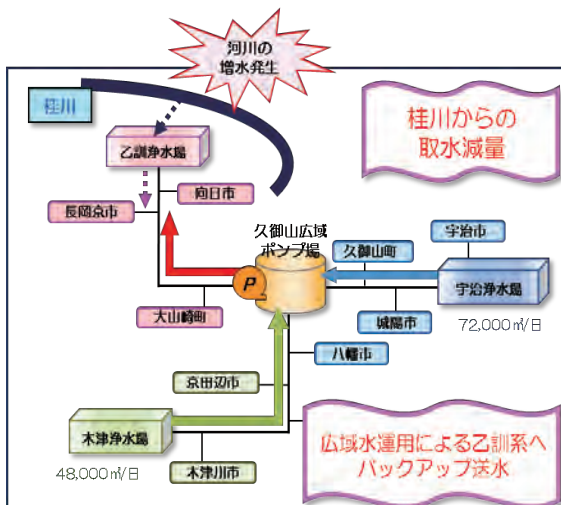 河川の
増水発生
桂川
桂川からの
取水減量
乙訓浄水場
向日市
長岡京市
久御山広域
ポンプ場
久御山町
宇治市
P
宇治浄水場
大山崎町
城陽市
72,000㎥/日
八幡市
京田辺市
木津浄水場
広域水運用による乙訓系へ
バックアップ送水
48,000㎥/日
木津川市